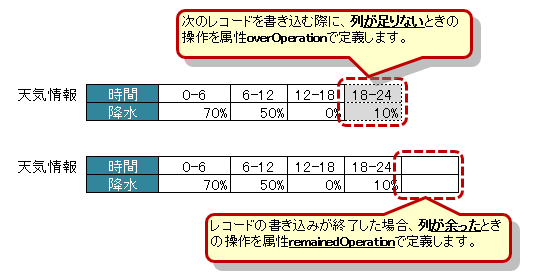 次のレコードを書き込む際に、列が足りないときの
操作を属性overOperationで定義します。
天気情報 時間 0-6 6-12 12-18 18-24
降水 70% 50% 0% 10%
天気情報 時間 0-6 6-12 12-18 18-24
降水 70% 50% 0% 10%
レコードの書き込みが終了した場合、列が余ったとき
の操作を属性remainedOperationで定義します。